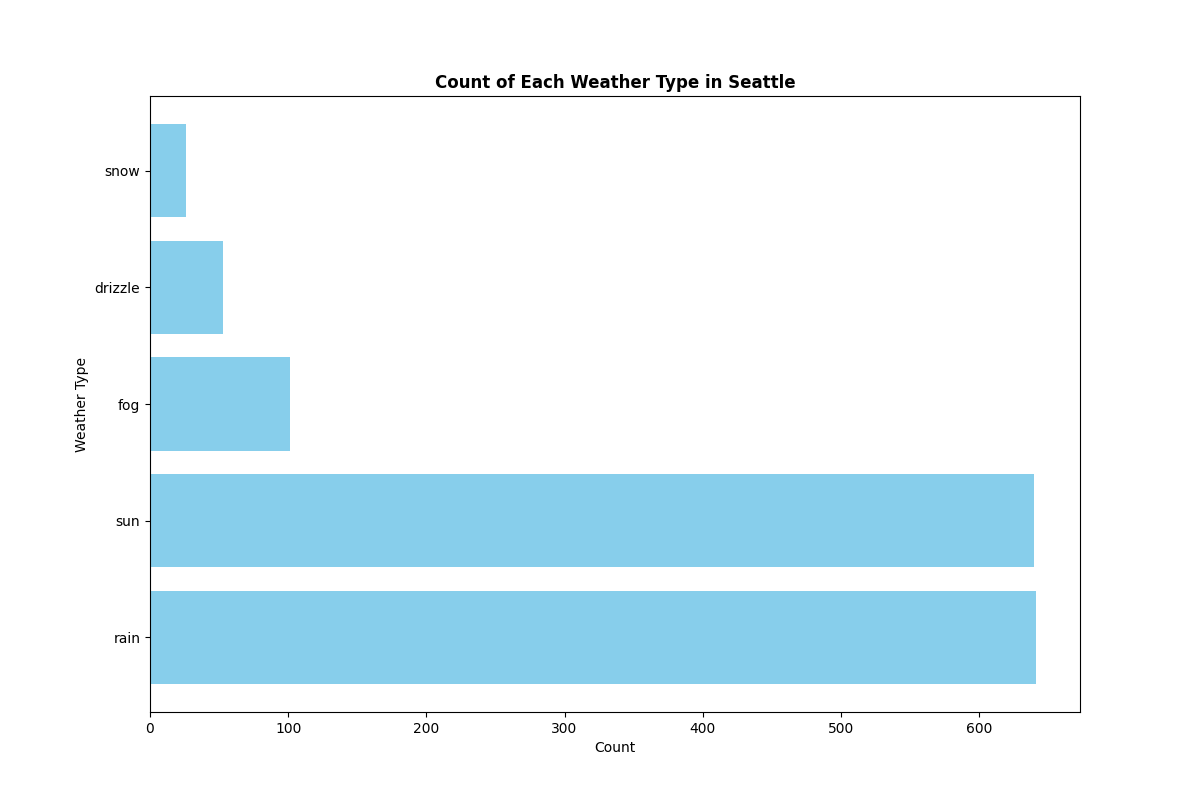 Count of Each Weather Type in Seattle
snow
drizzle
fog
sun
rain
Weather Type
0 100 200 300 400 500 600
Count